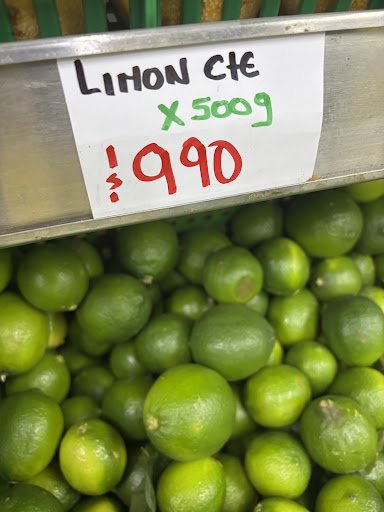 LIMON Cte
X 500g
! $ 990